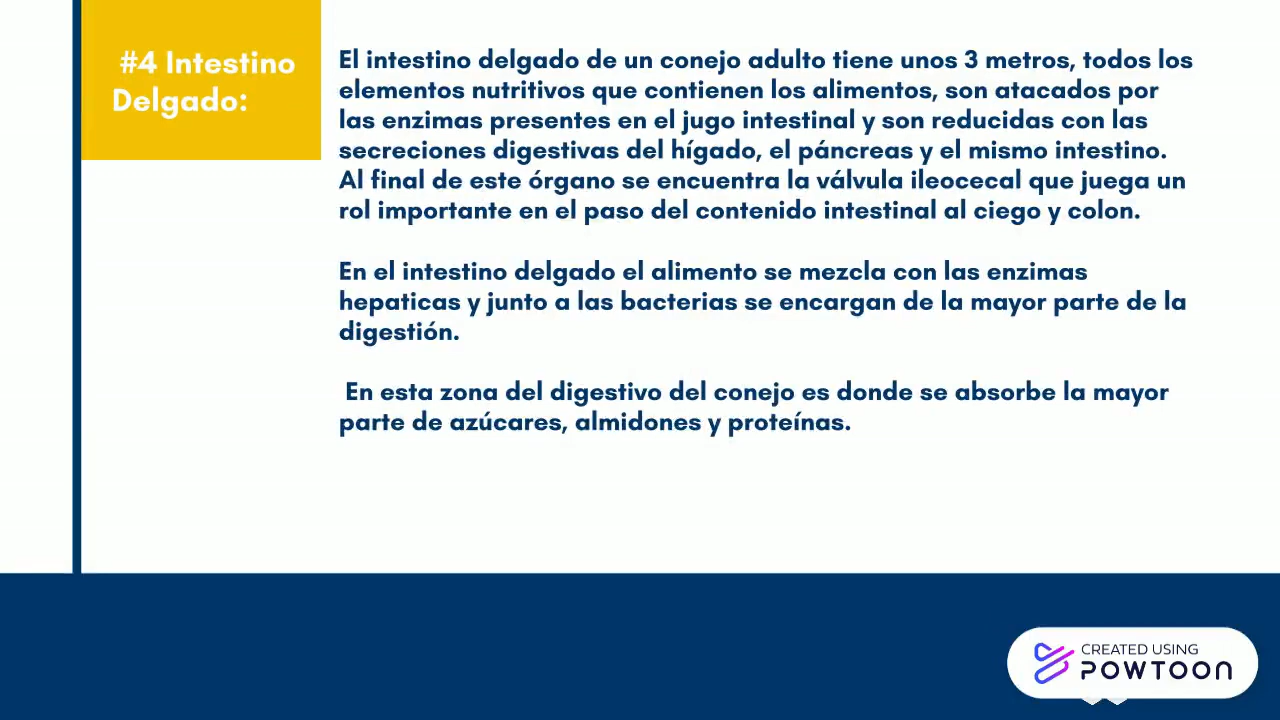 #4 Intestino
Delgado:
El intestino delgado de un conejo adulto tiene unos 3 metros, todos los
elementos nutritivos que contienen los alimentos, son atacados por
las enzimas presentes en el jugo intestinal y son reducidas con las
secreciones digestivas del hígado, el páncreas y el mismo intestino.
Al final de este órgano se encuentra la válvula ileocecal que juega un
rol importante en el paso del contenido intestinal al ciego y colon.
En el intestino delgado el alimento se mezcla con las enzimas
hepaticas y junto a las bacterias se encargan de la mayor parte de la
digestión.
En esta zona del digestivo del conejo es donde se absorbe la mayor
parte de azúcares, almidones y proteínas.
CREATED USING
POWTOON